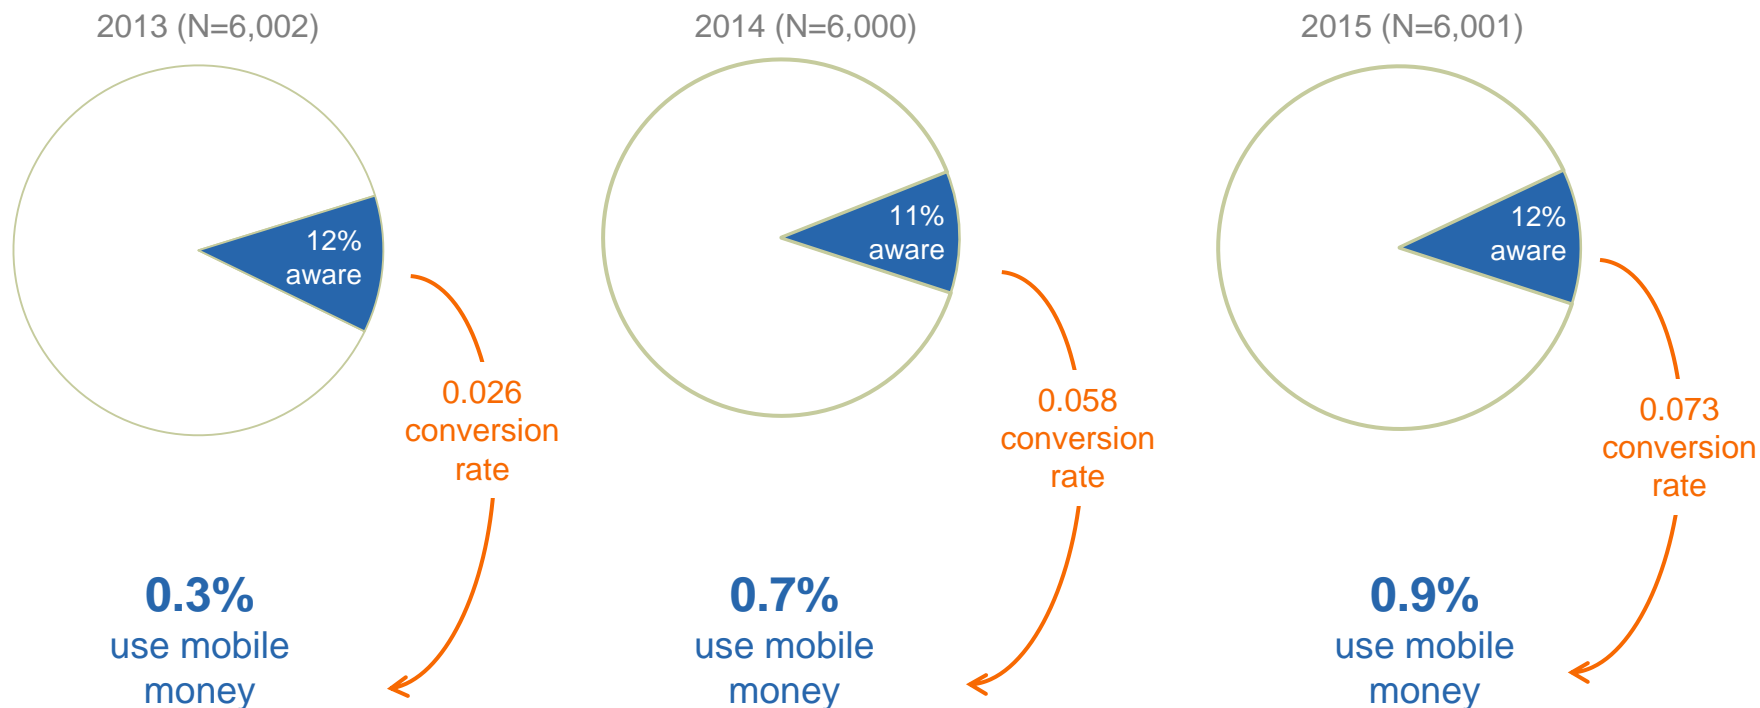 2013 (N=6,002)
12%
aware
0.026
conversion
rate
0.3%
use mobile
money
2014 (N=6,000)
11%
aware
0.058
conversion
rate
0.7%
use mobile
money
2015 (N=6,001)
12%
aware
0.073
conversion
rate
0.9%
use mobile
money